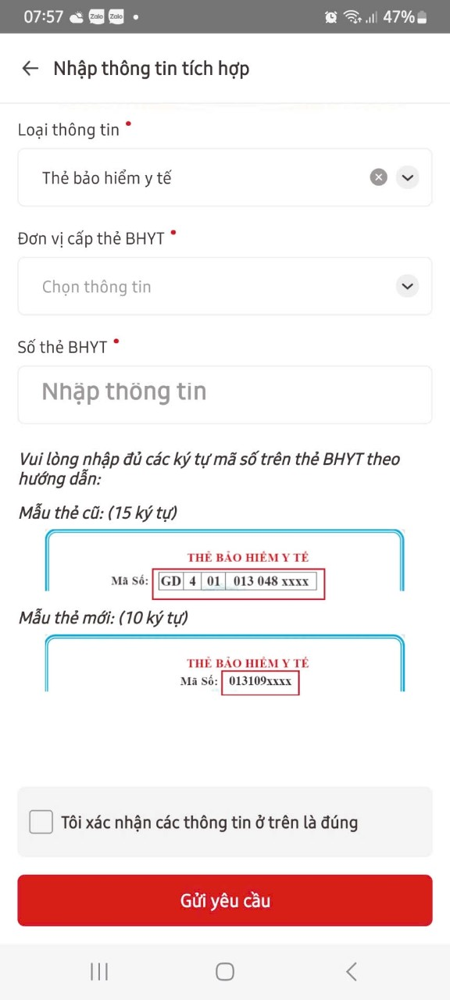 07:57 Zalo Zalo 47%
Nhập thông tin tích hợp
Loại thông tin
Thẻ bảo hiểm y tế
Đơn vị cấp thẻ BHYT
Chọn thông tin
Số thẻ BHYT
Nhập thông tin
Vui lòng nhập đủ các ký tự mã số trên thẻ BHYT theo
hướng dẫn:
Mẫu thẻ cũ: (15 ký tự)
THẺ BẢO HIỂM Y TẾ
Mã Số: GD 4 01 013 048 xxxx
Mẫu thẻ mới: (10 ký tự)
THẺ BẢO HIỂM Y TẾ
Mã Số: 013109xxxx
Tôi xác nhận các thông tin ở trên là đúng
Gửi yêu cầu